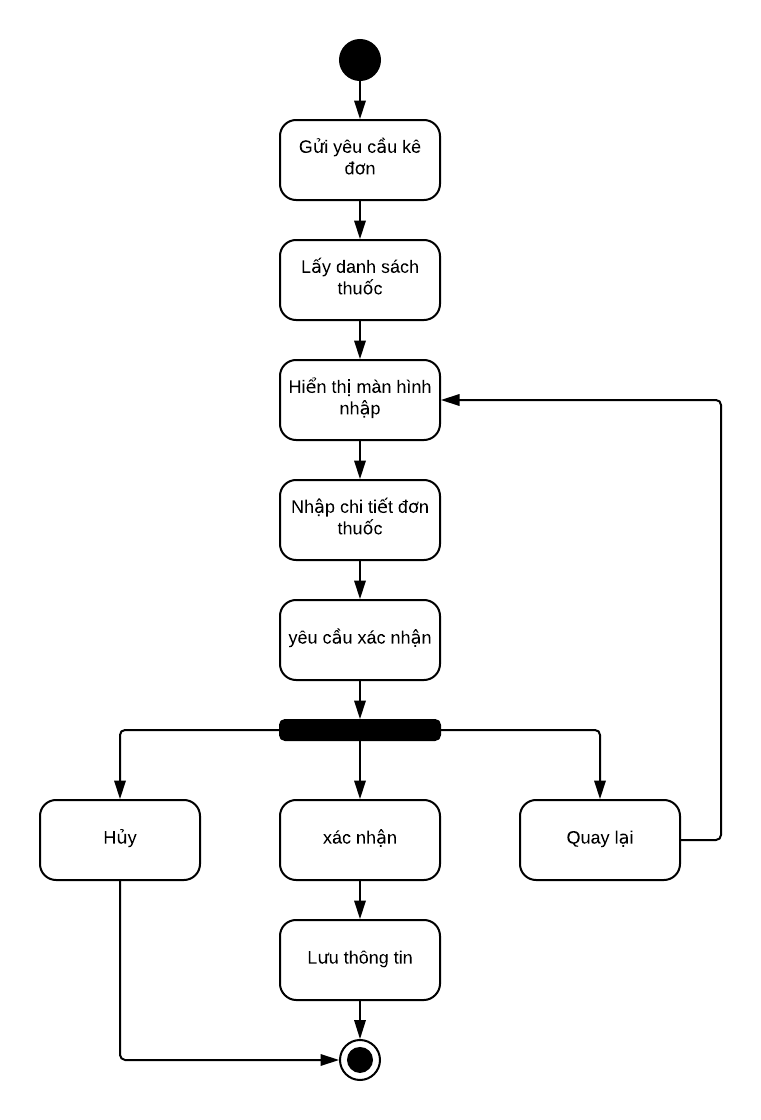 Gửi yêu cầu kê
đơn
Lấy danh sách
thuốc
Hiển thị màn hình
nhập
Nhập chi tiết đơn
thuốc
yêu cầu xác nhận
Hủy
xác nhận
Quay lại
Lưu thông tin